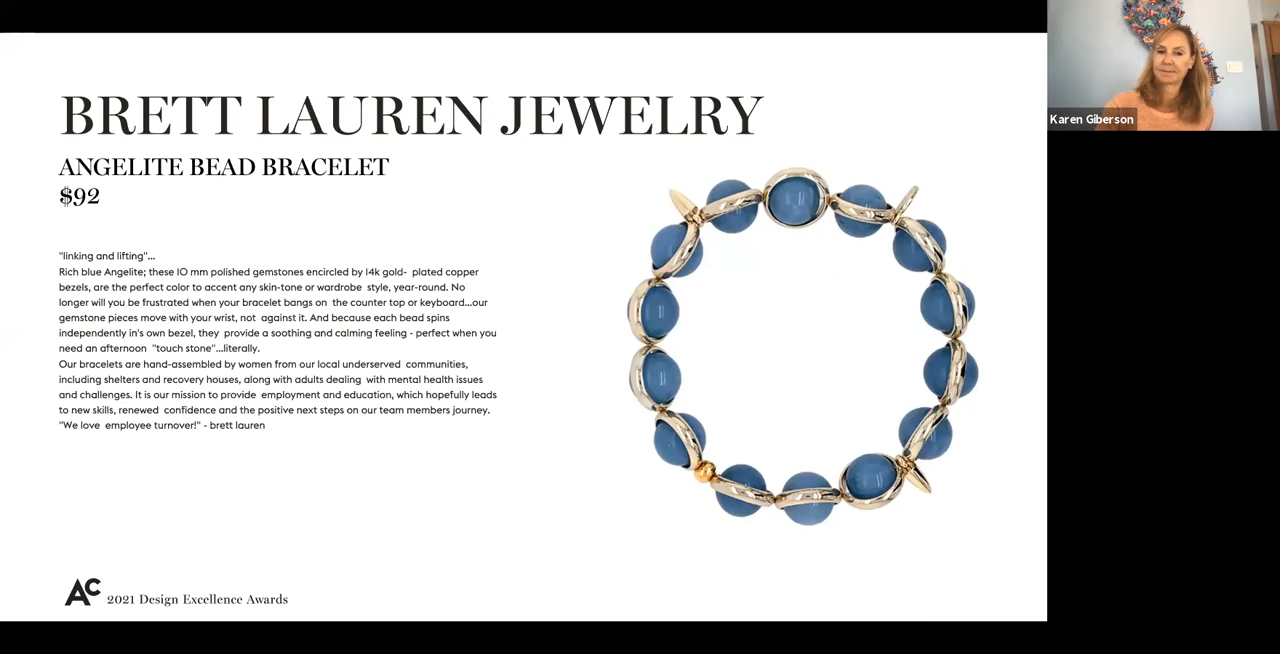 BRETT LAUREN JEWELRY
ANGELITE BEAD BRACELET
$92
"linking and lifting"...
Rich blue Angelite; these 10 mm polished gemstones encircled by 14k gold- plated copper
bezels, are the perfect color to accent any skin-tone or wardrobe style, year-round. No
longer will you be frustrated when your bracelet bangs on the counter top or keyboard...our
gemstone pieces move with your wrist, not against it. And because each bead spins
independently in's own bezel, they provide a soothing and calming feeling - perfect when you
need an afternoon "touch stone"...literally.
Our bracelets are hand-assembled by women from our local underserved communities,
including shelters and recovery houses, along with adults dealing with mental health issues
and challenges. It is our mission to provide employment and education, which hopefully leads
to new skills, renewed confidence and the positive next steps on our team members journey.
"We love employee turnover!" - brett lauren
AC 2021 Design Excellence Awards
Karen Giberson